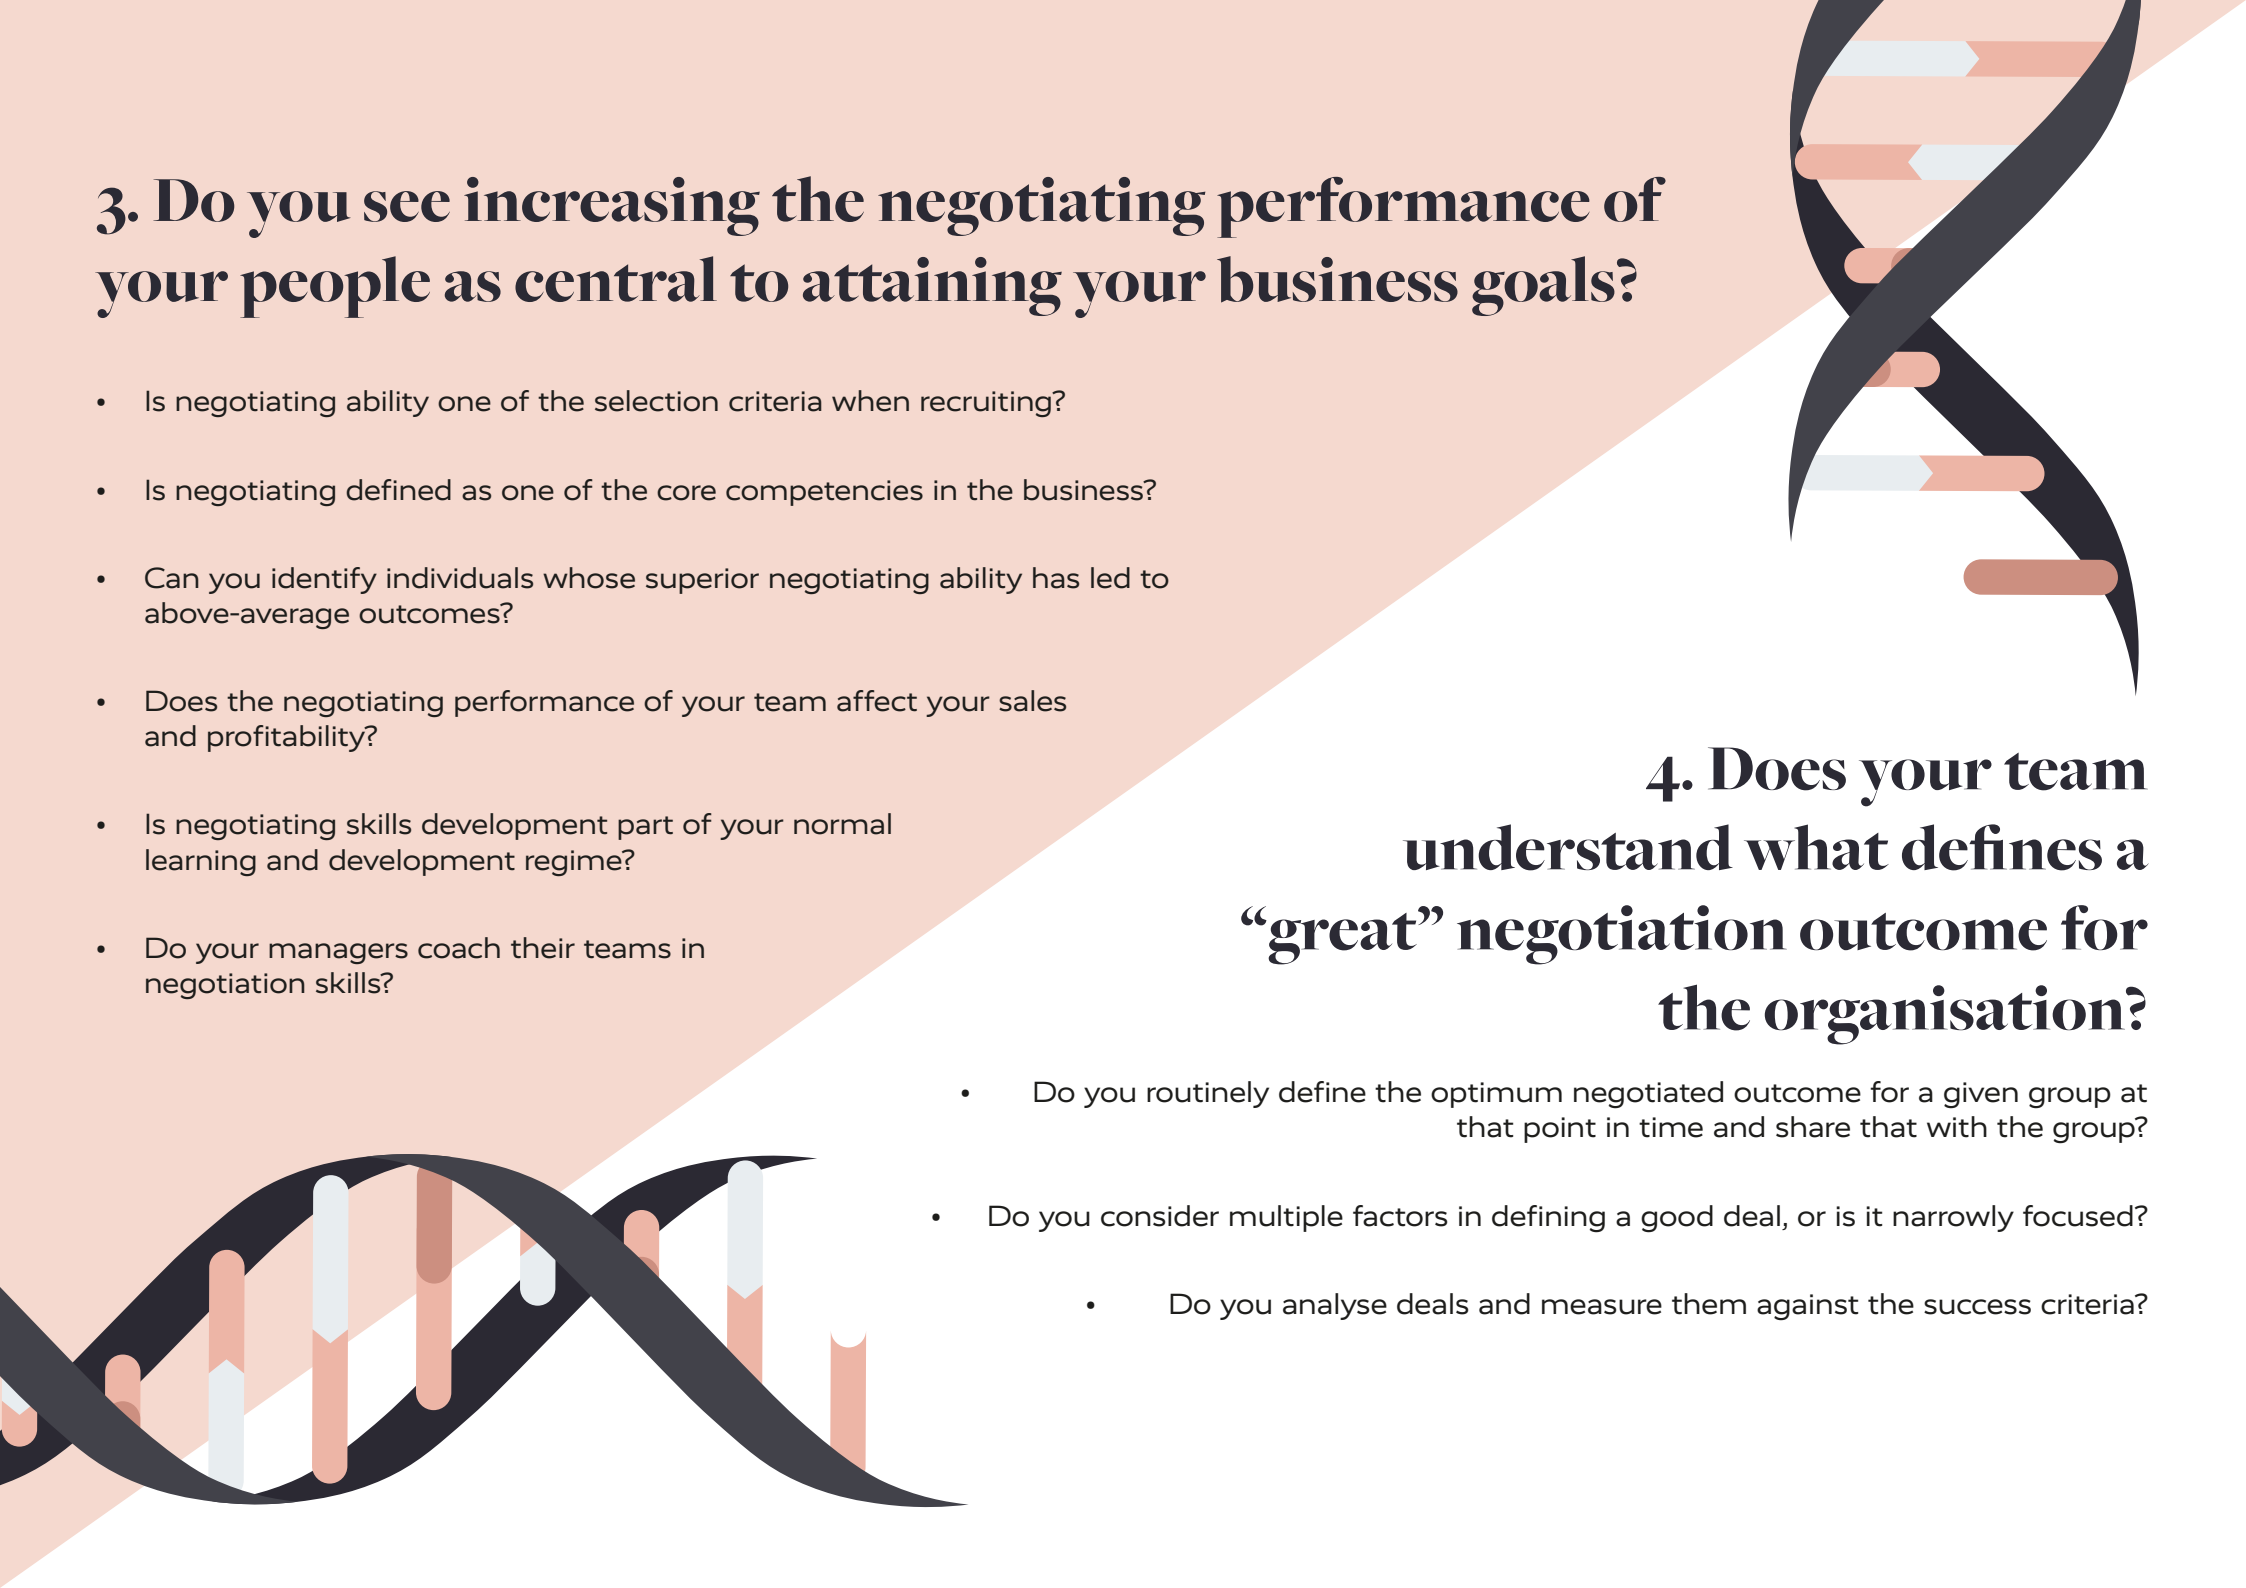 3. Do you see increasing the negotiating performance of
your people as central to attaining your business goals?
• Is negotiating ability one of the selection criteria when recruiting?
• Is negotiating defined as one of the core competencies in the business?
• Can you identify individuals whose superior negotiating ability has led to
above-average outcomes?
• Does the negotiating performance of your team affect your sales
and profitability?
• Is negotiating skills development part of your normal
learning and development regime?
• Do your managers coach their teams in
negotiation skills?
4. Does your team
understand what defines a
“great” negotiation outcome for
the organisation?
• Do you routinely define the optimum negotiated outcome for a given group at
that point in time and share that with the group?
• Do you consider multiple factors in defining a good deal, or is it narrowly focused?
• Do you analyse deals and measure them against the success criteria?